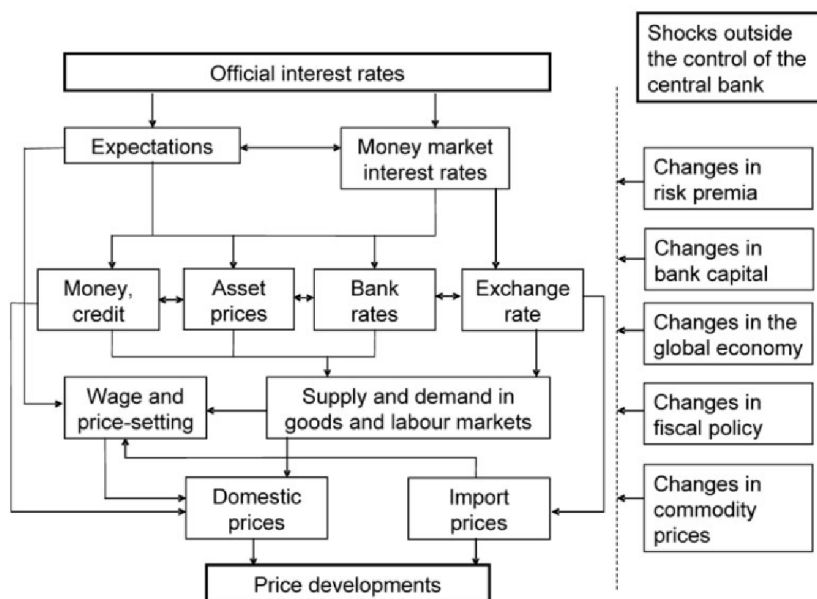 Official interest rates
Shocks outside
the control of the
central bank
Expectations
Money market
interest rates
Changes in
risk premia
Changes in
bank capital
Money,
credit
Asset
prices
Bank
rates
Exchange
rate
Changes in the
global economy
Wage and
price-setting
Supply and demand in
goods and labour markets
Changes in
fiscal policy
Domestic
prices
Import
prices
Changes in
commodity
prices
Price developments